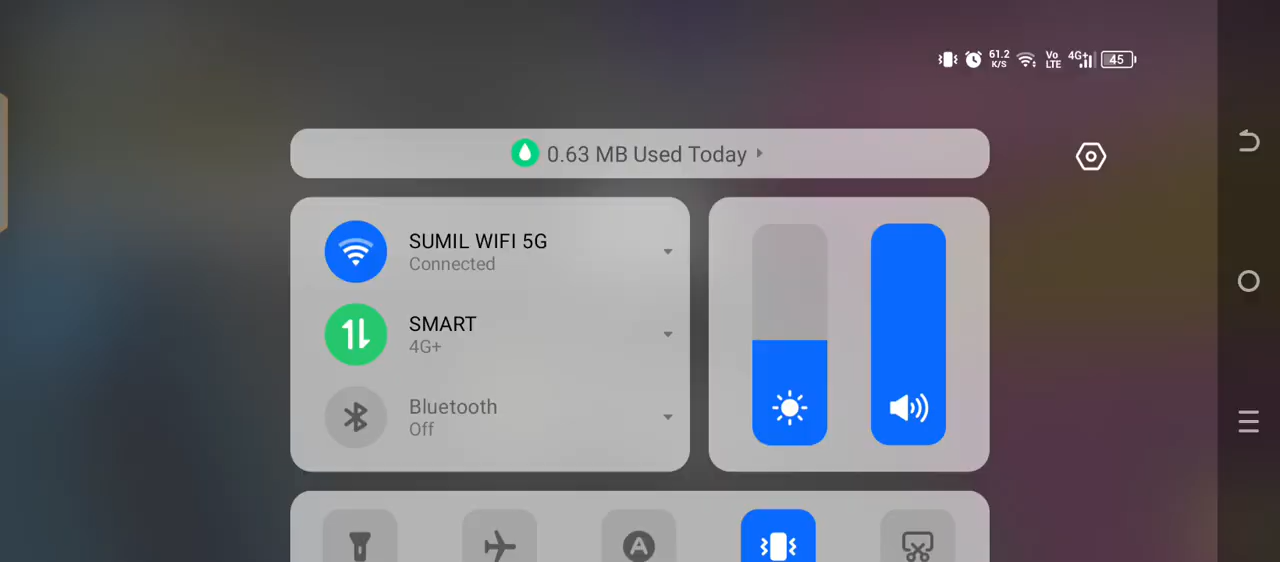 61.2
K/S
Vo
LTE
4G+
45
0.63 MB Used Today
SUMIL WIFI 5G
Connected
SMART
4G+
Bluetooth
Off
A